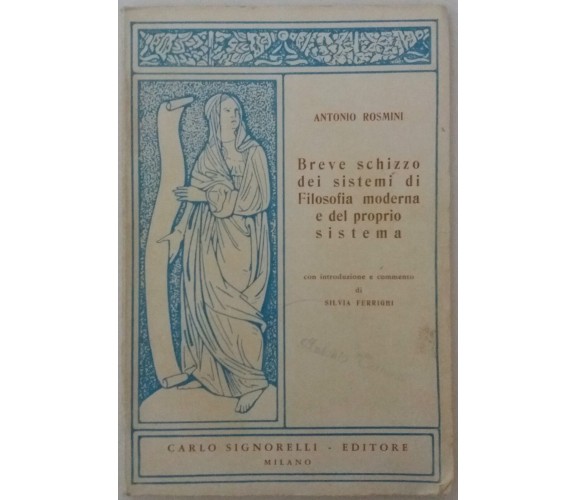 ANTONIO ROSMINI
Breve schizzo
dei sistemi di
Filosofia moderna
e del proprio
sistema
con introduzione e commento
di
SILVIA FERRIGHI
CARLO SIGNORELLI - EDITORE
MILANO